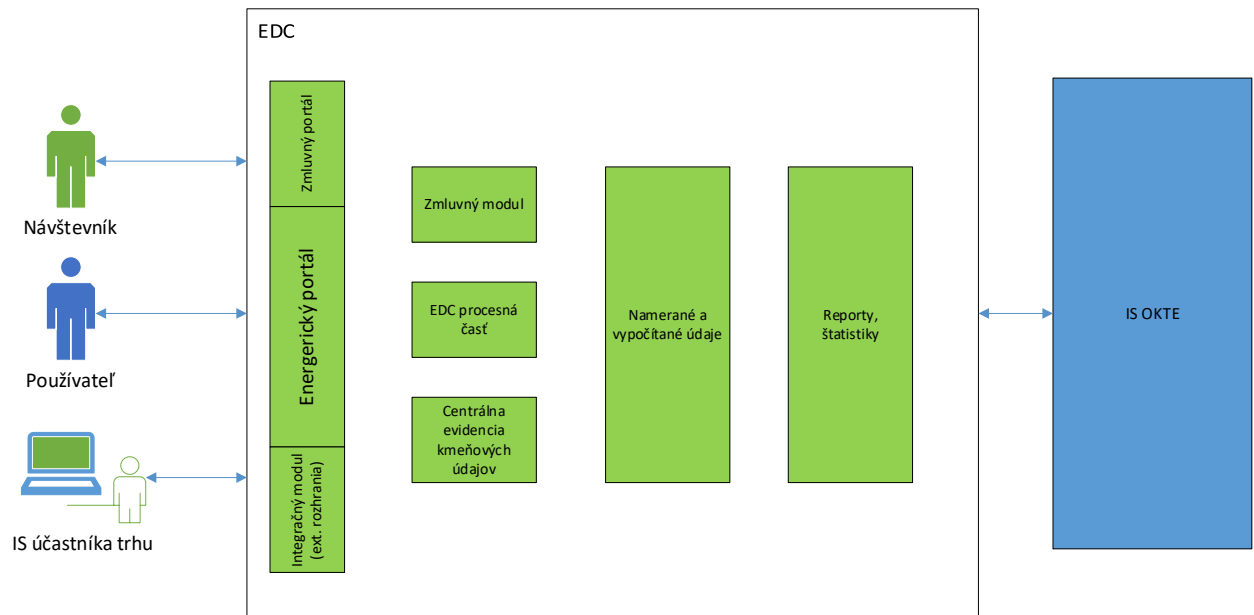 EDC
Návštevník
Používateľ
IS účastníka trhu
Zmluvný portál
Energerický portál
Integračný modul
(ext. rozhrania)
Zmluvný modul
EDC procesná
časť
Centrálna
evidencia
kmeňových
údajov
Namerané a
vypočítané údaje
Reporty,
štatistiky
IS OKTE